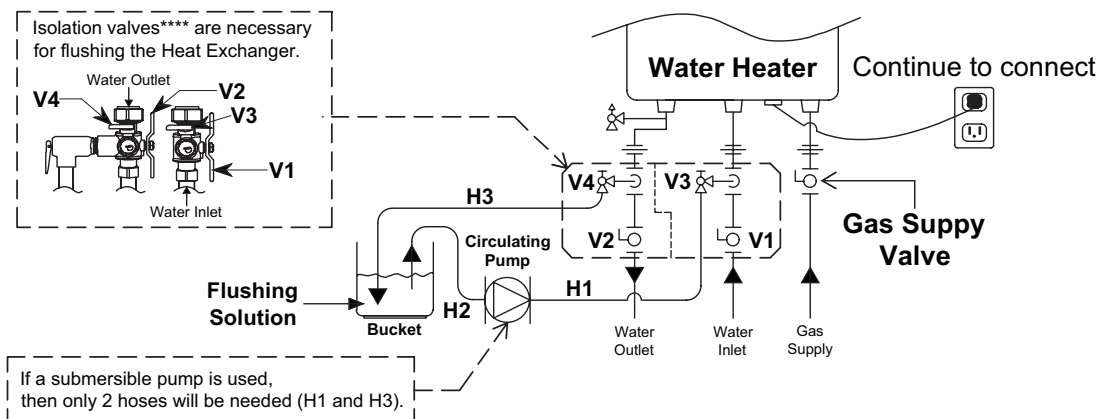 Isolation valves**** are necessary
for flushing the Heat Exchanger.
Water Outlet
V4
V2
V3
V1
Water Inlet
Water Heater
Continue to connect
V4
V3
H3
V2
V1
Gas Suppy
Valve
Circulating
Pump
Flushing
Solution
H1
H2
Bucket
Water
Outlet
Water
Inlet
Gas
Supply
If a submersible pump is used,
then only 2 hoses will be needed (H1 and H3).